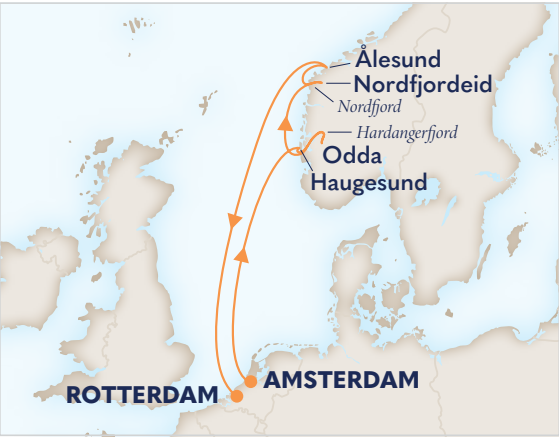 Ålesund
Nordfjordeid
Nordfjord
Hardangerfjord
Odda
Haugesund
AMSTERDAM
ROTTERDAM